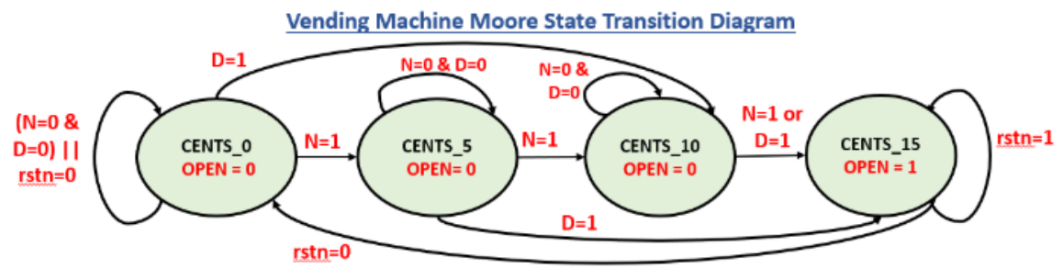 Vending Machine Moore State Transition Diagram
D=1
N=0 & D=0
N=0 &
D=0
(N=0 &
D=0) ||
rstn=0
CENTS_0
OPEN = 0
N=1
CENTS_5
OPEN= 0
N=1
CENTS_10
OPEN = 0
N=1 or
D=1
CENTS_15
OPEN = 1
rstn=1
D=1
rstn=0